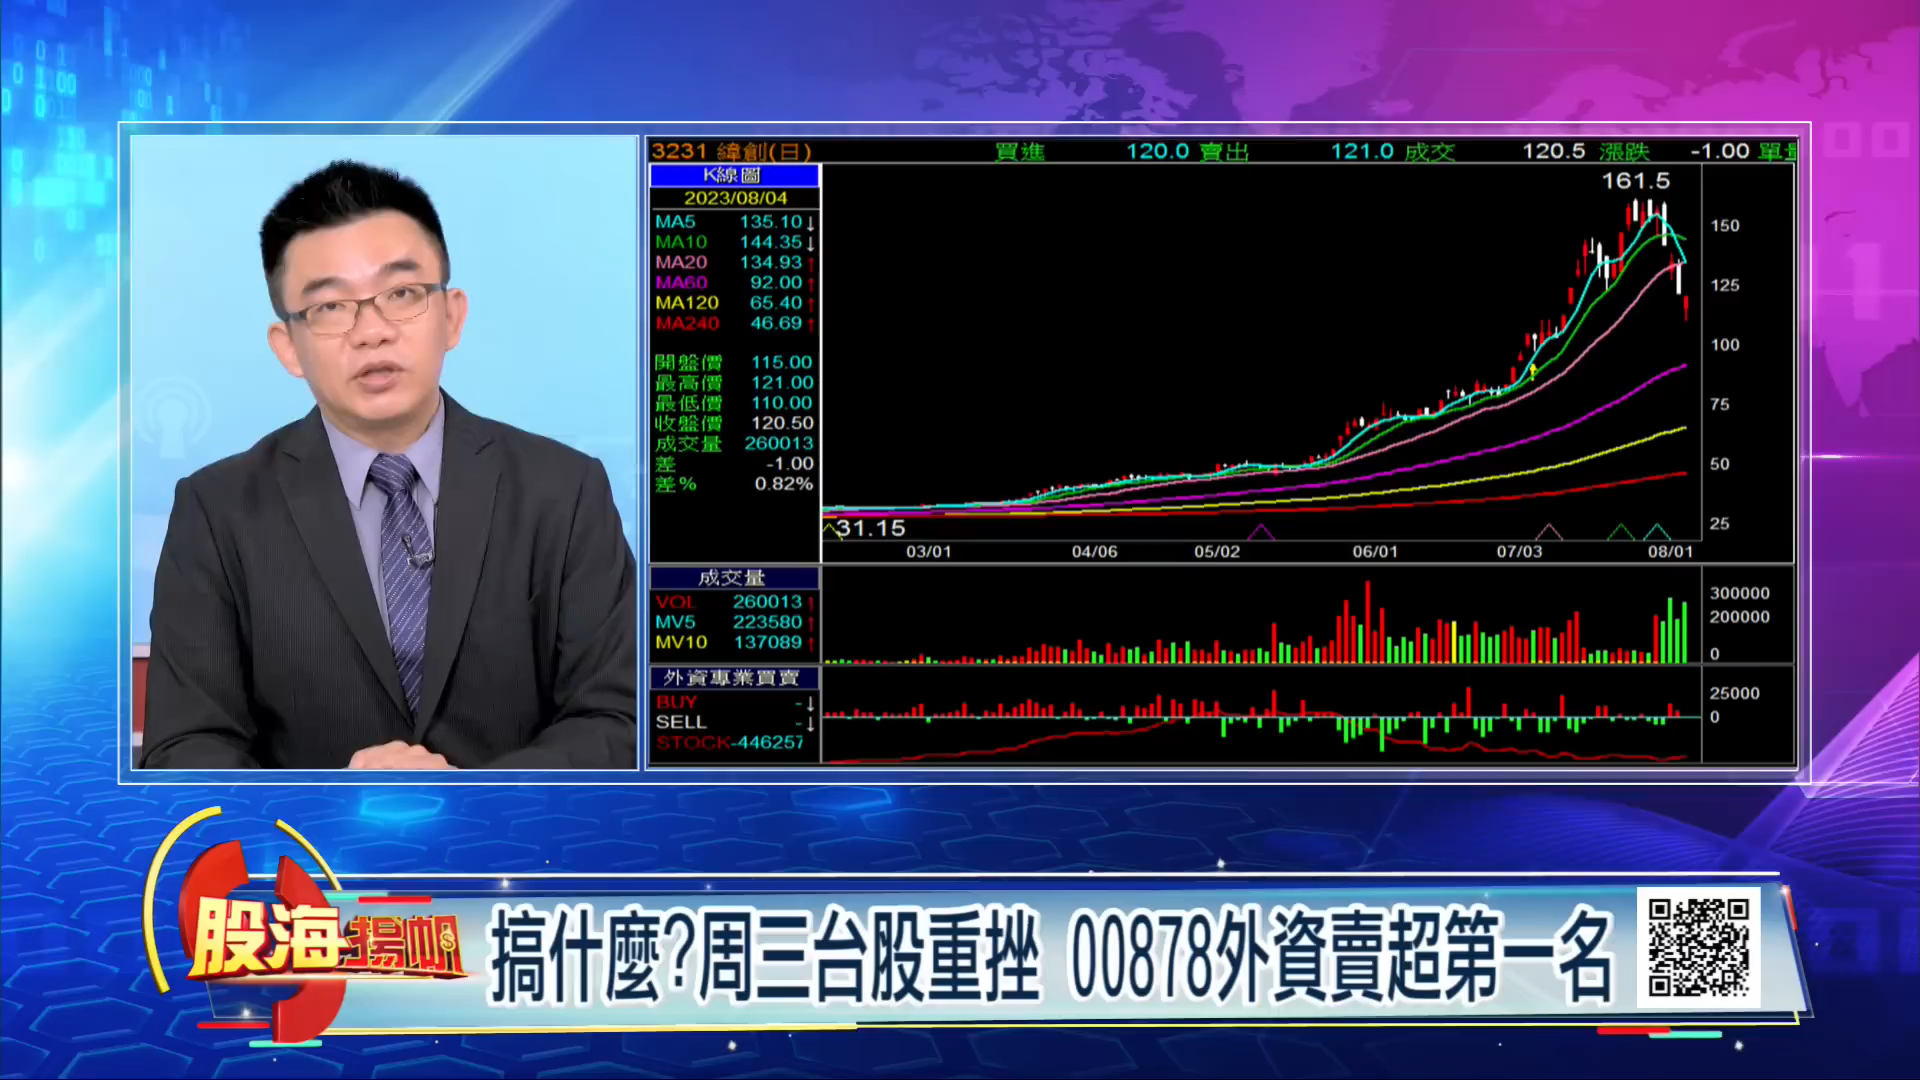 3231 緯創(日) 買進 120.0 賣出 121.0 成交 120.5 漲跌 -1.00
K線圖
2023/08/04
MA5 135.10↓
MA10 144.35↓
MA20 134.93↑
MA60 92.00↑
MA120 65.40↑
MA240 46.69↑
開盤價 115.00
最高價 121.00
最低價 110.00
收盤價 120.50
成交量 260013
差 -1.00
差% 0.82%
161.5
150
125
100
75
50
25
31.15
03/01 04/06 05/02 06/01 07/03 08/01
成交量
VOL 260013↑
MV5 223580↑
MV10 137089↑
300000
200000
0
外資專業買賣
BUY -↓
SELL -↓
STOCK-446257
25000
0
股海揚帆
搞什麼?周三台股重挫 00878外資賣超第一名